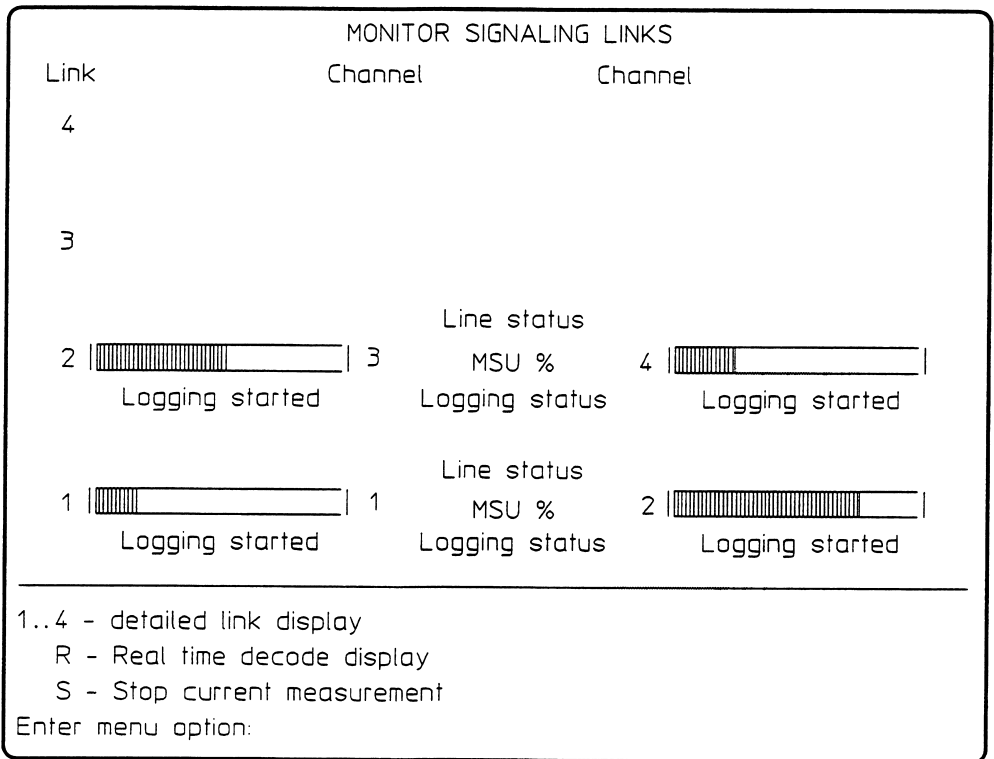 MONITOR SIGNALING LINKS
Link Channel Channel
4
3
Line status
2 3 MSU % 4
Logging started Logging status Logging started
Line status
1 1 MSU % 2
Logging started Logging status Logging started
1..4 - detailed link display
R - Real time decode display
S - Stop current measurement
Enter menu option: